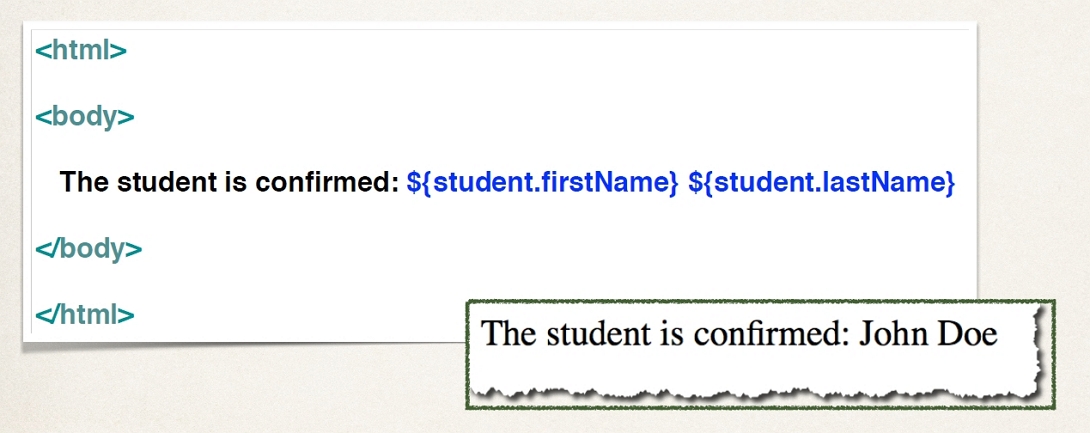 <html>
<body>
The student is confirmed: ${student.firstName} ${student.lastName}
</body>
</html>
The student is confirmed: John Doe